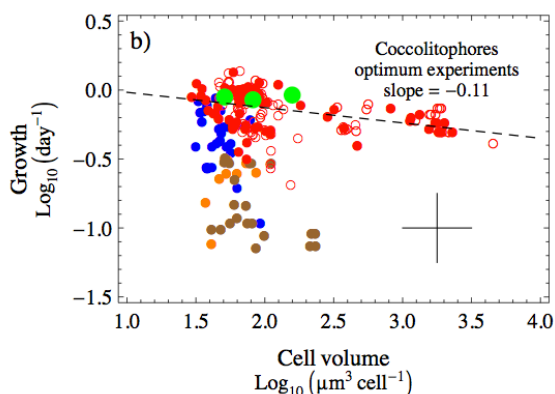 b)
Coccolitophores
optimum experiments
slope = −0.11
0.5
0.0
−0.5
−1.0
−1.5
Growth
Log10 (day−1)
1.0 1.5 2.0 2.5 3.0 3.5 4.0
Cell volume
Log10 (μm³ cell−1)